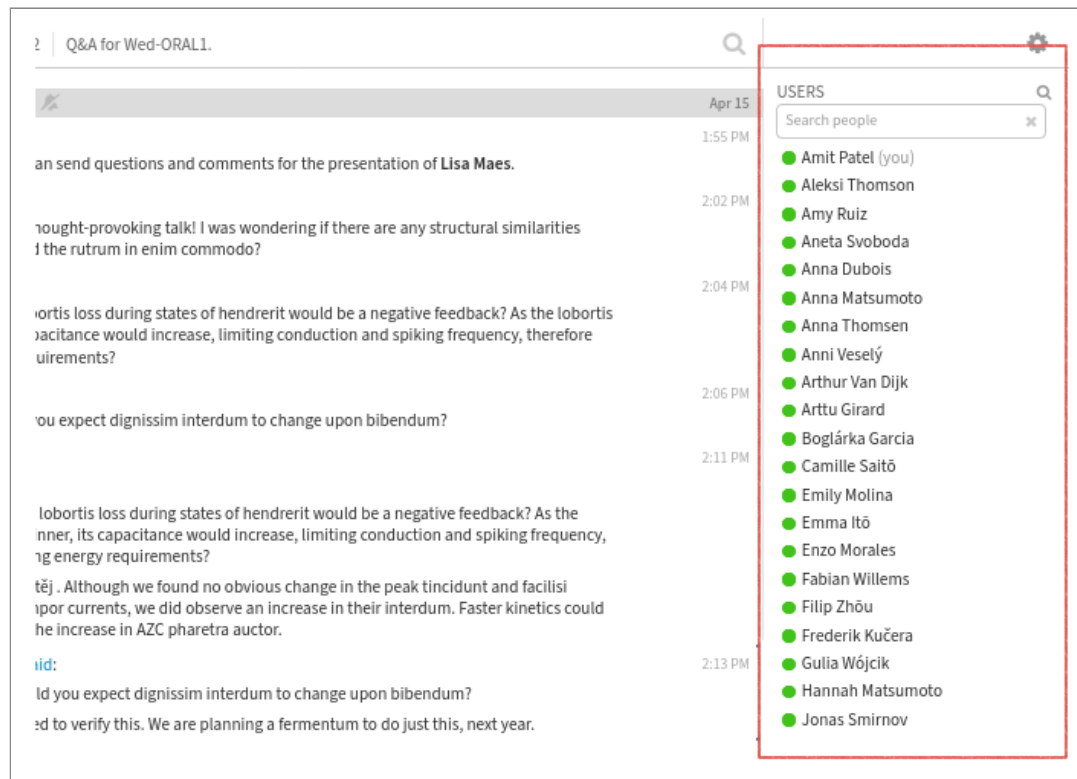 2 Q&A for Wed-ORAL1.
Apr 15
1:55 PM
an send questions and comments for the presentation of Lisa Maes.
2:02 PM
nought-provoking talk! I was wondering if there are any structural similarities
d the rutrum in enim commodo?
2:04 PM
ortis loss during states of hendrerit would be a negative feedback? As the lobortis
pacitance would increase, limiting conduction and spiking frequency, therefore
uirements?
2:06 PM
you expect dignissim interdum to change upon bibendum?
2:11 PM
lobortis loss during states of hendrerit would be a negative feedback? As the
inner, its capacitance would increase, limiting conduction and spiking frequency,
ng energy requirements?
těj . Although we found no obvious change in the peak tincidunt and facilisi
npor currents, we did observe an increase in their interdum. Faster kinetics could
he increase in AZC pharetra auctor.
aid:
2:13 PM
ld you expect dignissim interdum to change upon bibendum?
ed to verify this. We are planning a fermentum to do just this, next year.
USERS
Search people
Amit Patel (you)
Aleksi Thomson
Amy Ruiz
Aneta Svoboda
Anna Dubois
Anna Matsumoto
Anna Thomsen
Anni Veselý
Arthur Van Dijk
Arttu Girard
Boglárka Garcia
Camille Saitō
Emily Molina
Emma Itō
Enzo Morales
Fabian Willems
Filip Zhōu
Frederik Kučera
Gulia Wójcik
Hannah Matsumoto
Jonas Smirnov